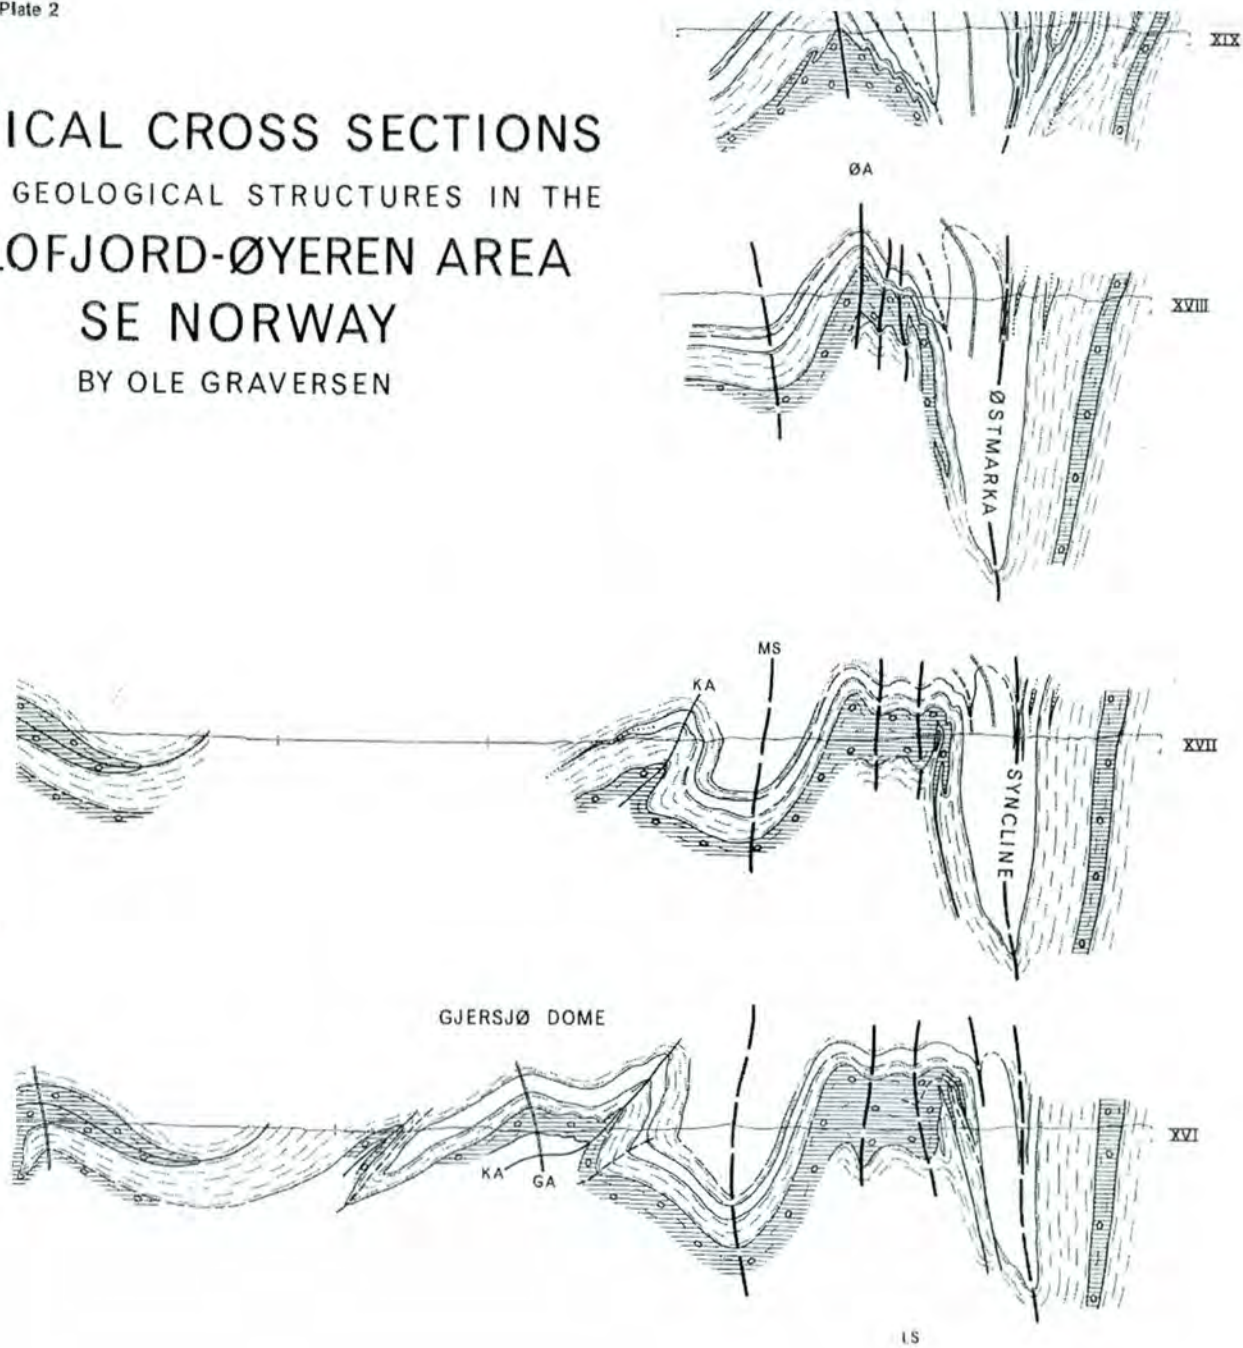 Plate 2
ICAL CROSS SECTIONS
GEOLOGICAL STRUCTURES IN THE
LOFJORD-ØYEREN AREA
SE NORWAY
BY OLE GRAVERSEN
XIX
ØA
XVIII
ØSTMARKA
MS
KA
XVII
SYNCLINE
GJERSJØ DOME
XVI
KA
GA
LS